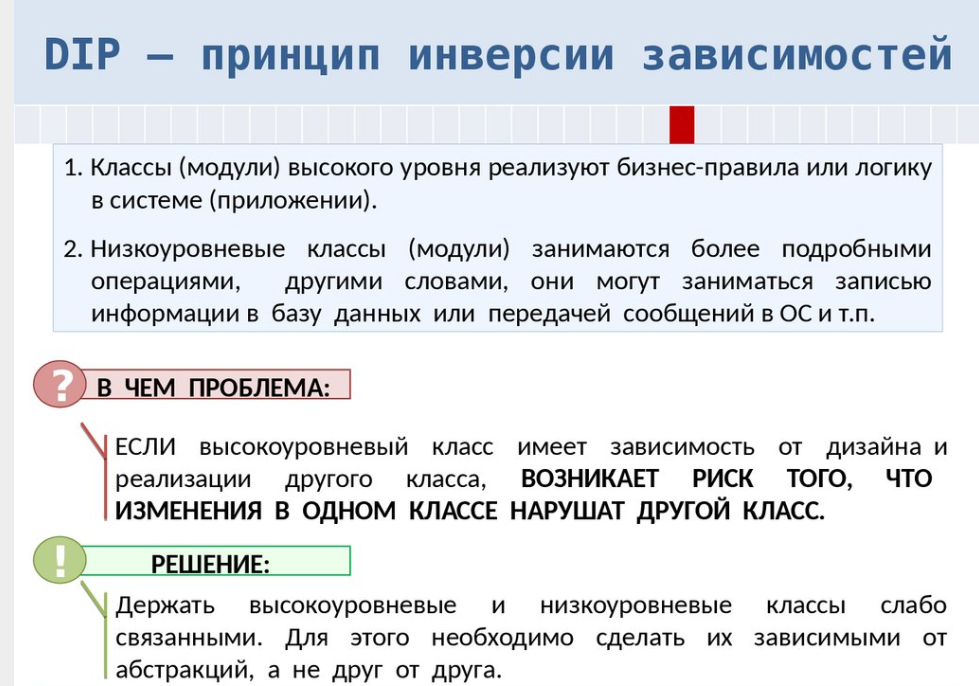 DIP – принцип инверсии зависимостей
1. Классы (модули) высокого уровня реализуют бизнес-правила или логику
в системе (приложении).
2. Низкоуровневые классы (модули) занимаются более подробными
операциями, другими словами, они могут заниматься записью
информации в базу данных или передачей сообщений в ОС и т.п.
? В ЧЕМ ПРОБЛЕМА:
ЕСЛИ высокоуровневый класс имеет зависимость от дизайна и
реализации другого класса, ВОЗНИКАЕТ РИСК ТОГО, ЧТО
ИЗМЕНЕНИЯ В ОДНОМ КЛАССЕ НАРУШАТ ДРУГОЙ КЛАСС.
! РЕШЕНИЕ:
Держать высокоуровневые и низкоуровневые классы слабо
связанными. Для этого необходимо сделать их зависимыми от
абстракций, а не друг от друга.